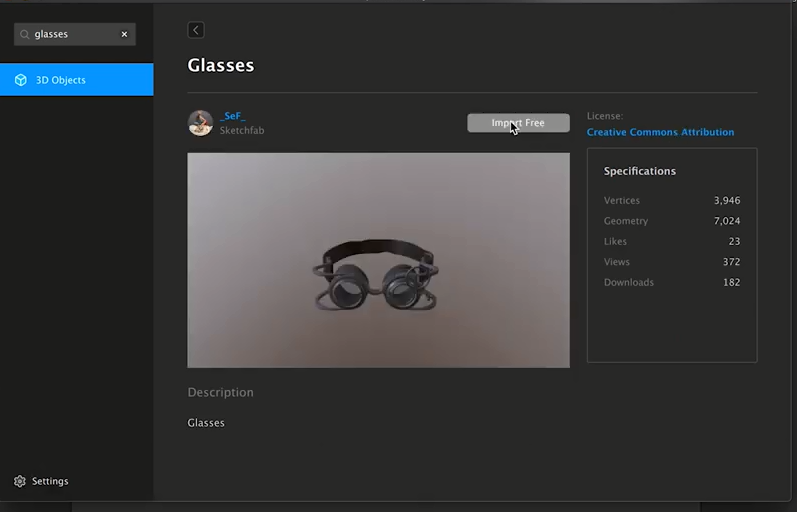 glasses
3D Objects
Glasses
_SeF_
Sketchfab
Import Free
License:
Creative Commons Attribution
Specifications
Vertices 3,946
Geometry 7,024
Likes 23
Views 372
Downloads 182
Description
Glasses
Settings